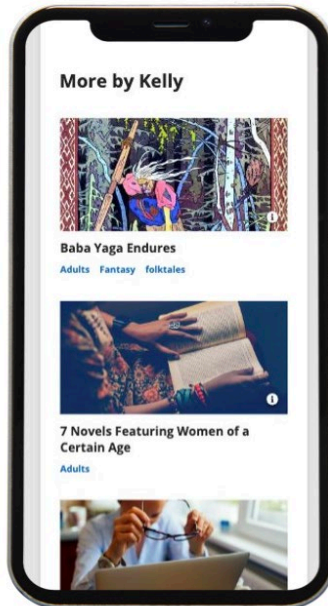 More by Kelly
Baba Yaga Endures
Adults Fantasy folktales
7 Novels Featuring Women of a
Certain Age
Adults